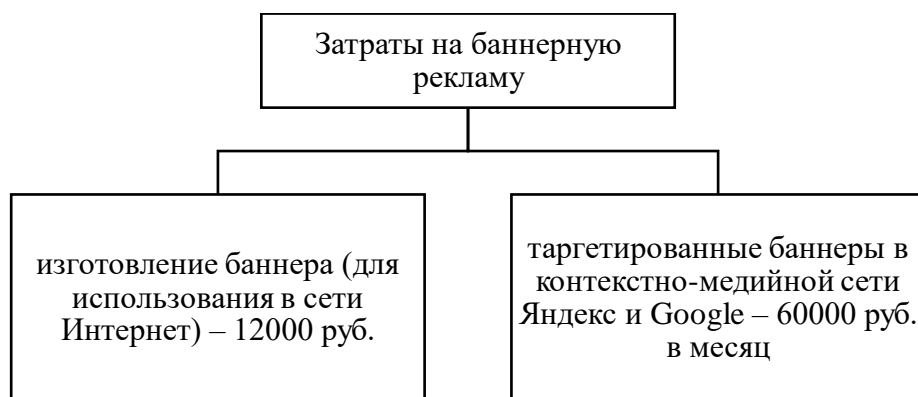 Затраты на баннерную
рекламу
изготовление баннера (для
использования в сети
Интернет) – 12000 руб.
таргетированные баннеры в
контекстно-медийной сети
Яндекс и Google – 60000 руб.
в месяц